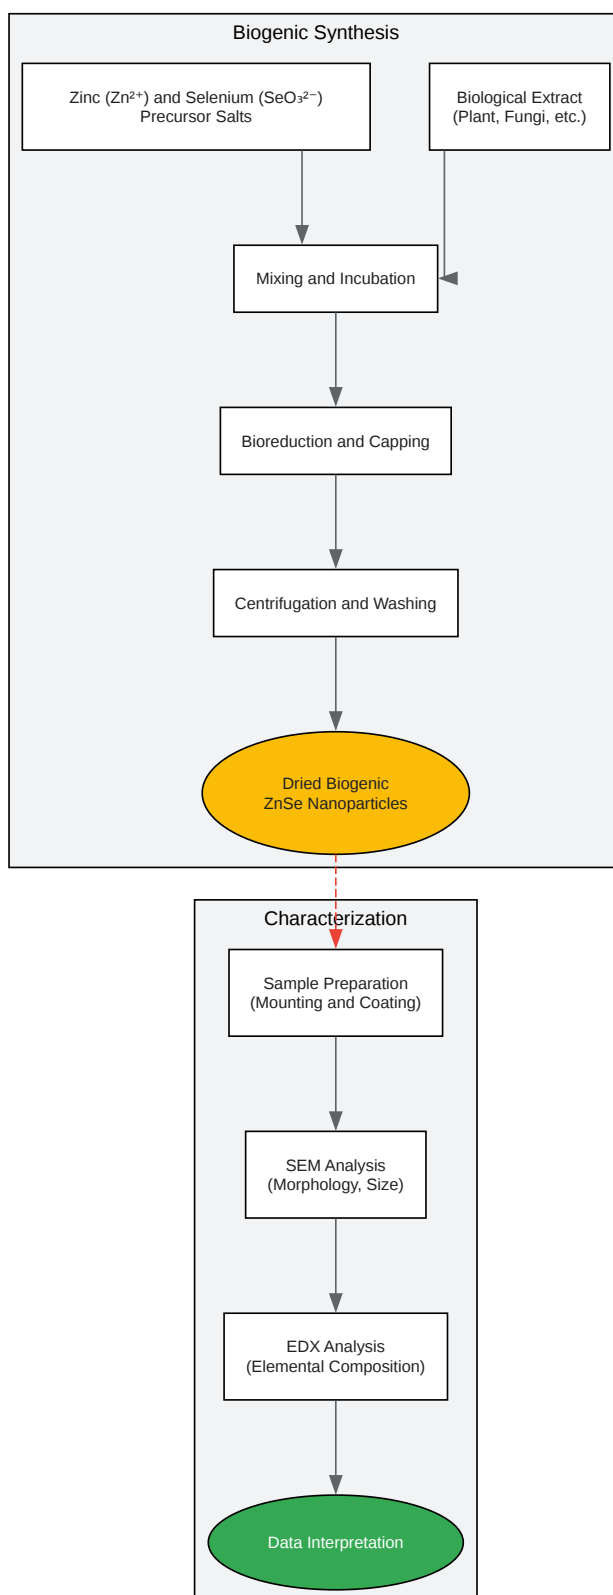 Biogenic Synthesis
Zinc (Zn²⁺) and Selenium (SeO₃²⁻)
Precursor Salts
Biological Extract
(Plant, Fungi, etc.)
Mixing and Incubation
Bioreduction and Capping
Centrifugation and Washing
Dried Biogenic
ZnSe Nanoparticles
Characterization
Sample Preparation
(Mounting and Coating)
SEM Analysis
(Morphology, Size)
EDX Analysis
(Elemental Composition)
Data Interpretation